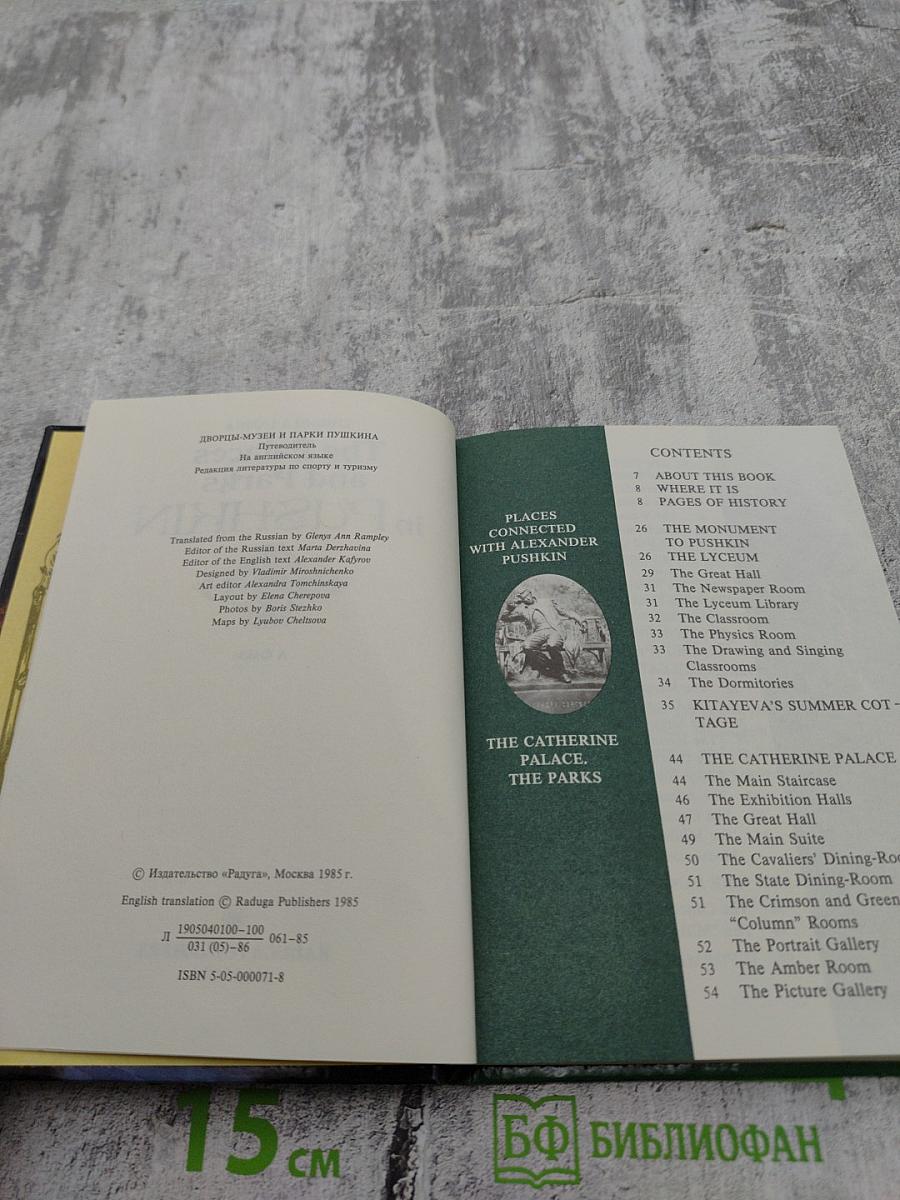 ДВОРЦЫ-МУЗЕИ И ПАРКИ ПУШКИНА
Путеводитель
На английском языке
Редакция литературы по спорту и туризму
Translated from the Russian by Glenys Ann Rampley
Editor of the Russian text Marta Derzhavina
Editor of the English text Alexander Kafyrov
Designed by Vladimir Miroshnichenko
Art editor Alexandra Tomchinskaya
Layout by Elena Cherepova
Photos by Boris Stezhko
Maps by Lyubov Cheltsova
© Издательство «Радуга», Москва 1985 г.
English translation © Raduga Publishers 1985
Л 1905040100–100
031 (05)–86 061–85
ISBN 5-05-000071-8
PLACES
CONNECTED
WITH ALEXANDER
PUSHKIN
THE CATHERINE
PALACE.
THE PARKS
CONTENTS
7 ABOUT THIS BOOK
8 WHERE IT IS
8 PAGES OF HISTORY
26 THE MONUMENT
TO PUSHKIN
26 THE LYCEUM
29 The Great Hall
31 The Newspaper Room
31 The Lyceum Library
32 The Classroom
33 The Physics Room
33 The Drawing and Singing
Classrooms
34 The Dormitories
35 KITAYEVA'S SUMMER COT-
TAGE
44 THE CATHERINE PALACE
44 The Main Staircase
46 The Exhibition Halls
47 The Great Hall
49 The Main Suite
50 The Cavaliers' Dining-Roo
51 The State Dining-Room
51 The Crimson and Green
“Column” Rooms
52 The Portrait Gallery
53 The Amber Room
54 The Picture Gallery
15 см
БФ БИБЛИОФАН